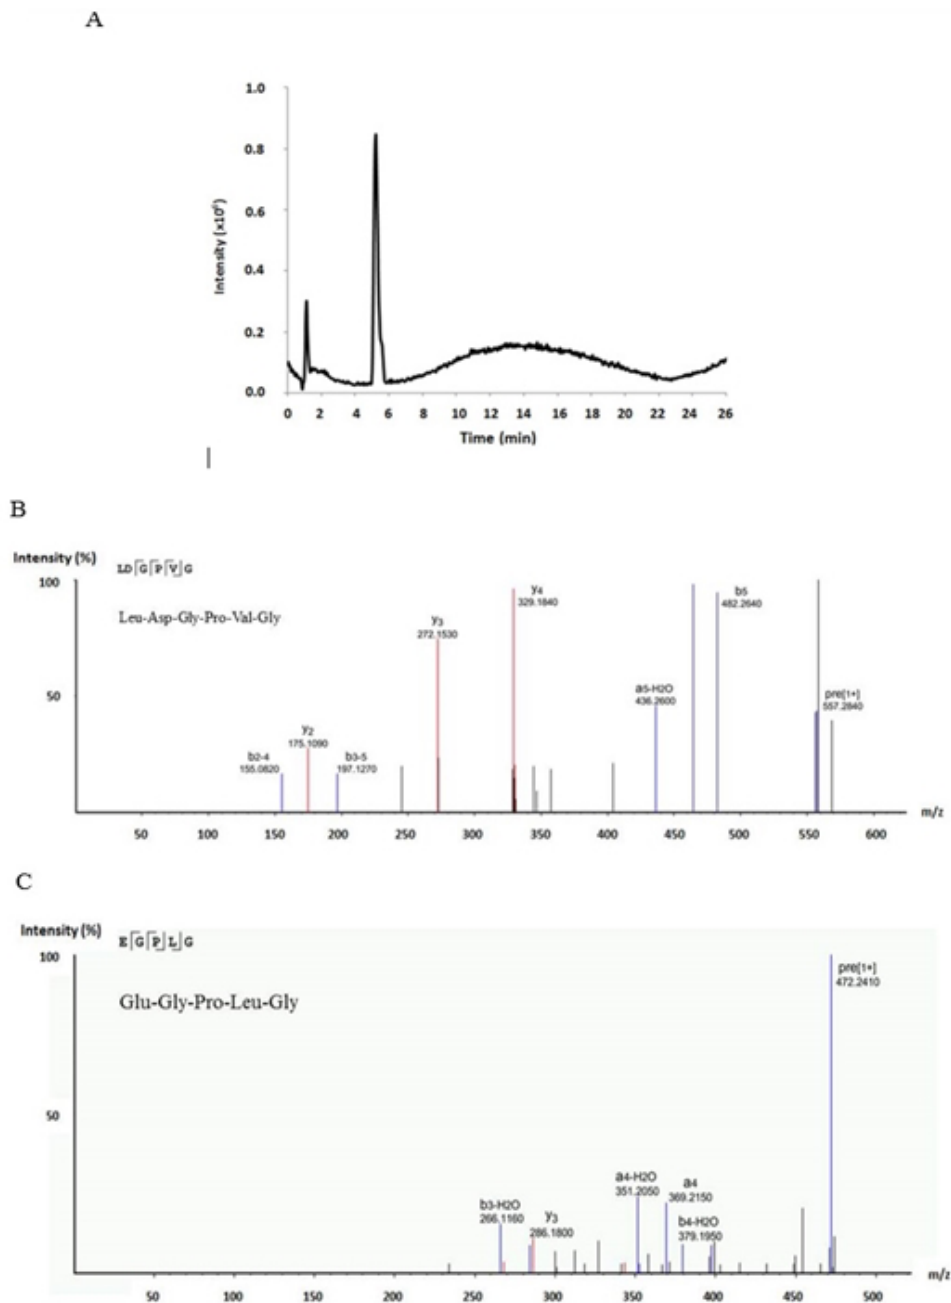 A
Intensity (x10⁶)
1.0
0.8
0.6
0.4
0.2
0.0
0 2 4 6 8 10 12 14 16 18 20 22 24 26
Time (min)
B
Intensity (%)
LDGPVG
Leu-Asp-Gly-Pro-Val-Gly
100
50
b2-4
155.0820
y2
175.1090
b3-5
197.1270
y3
272.1530
y4
329.1840
a5-H2O
436.2600
b5
482.2640
pre[1+]
557.2840
m/z
50 100 150 200 250 300 350 400 450 500 550 600
C
Intensity (%)
EGPLG
Glu-Gly-Pro-Leu-Gly
100
50
b3-H2O
266.1160
y3
286.1800
a4-H2O
351.2050
a4
369.2150
b4-H2O
379.1950
pre[1+]
472.2410
m/z
50 100 150 200 250 300 350 400 450 500